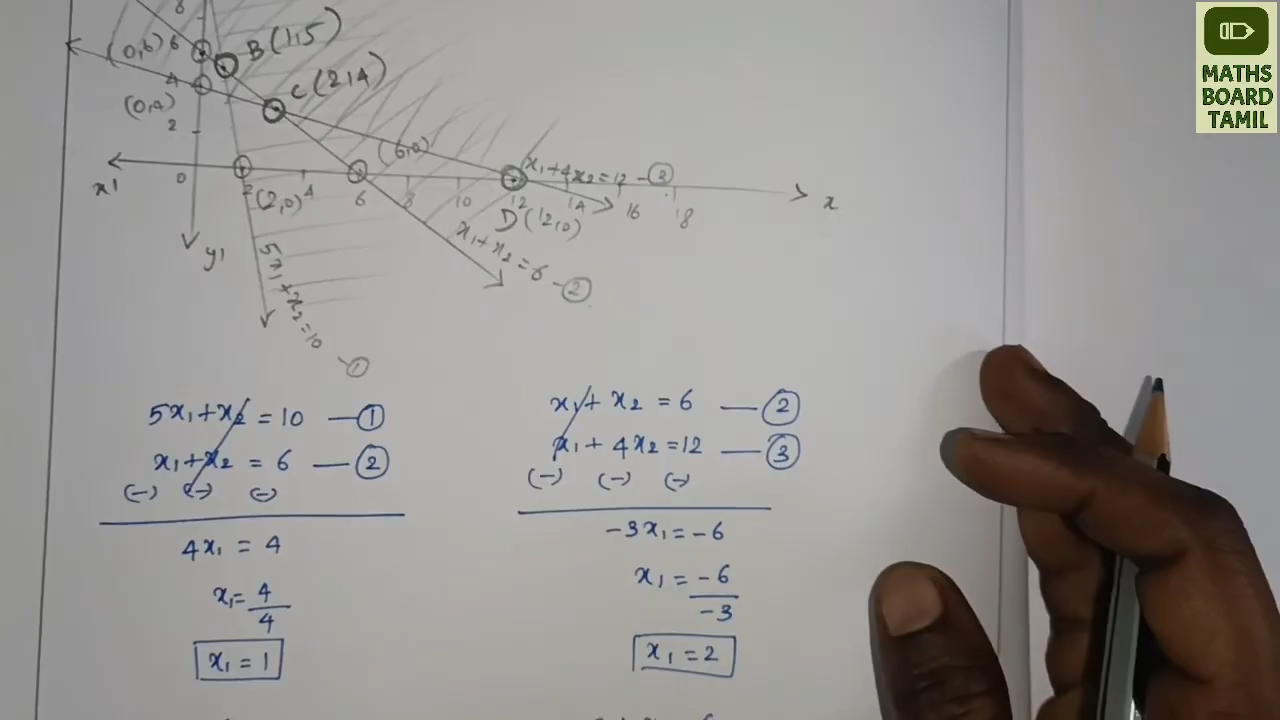 8
(0,6) 6
B (1,5)
4
C (2,4)
(0,4)
2
(6,0)
x₁+4x₂=12 - ③
x'
0
2
(2,0)
4
6
8
10
12
14
16
18
x
D (12,0)
y'
x₁+x₂=6 - ②
5x₁+x₂=10 - ①
5x₁+x₂ = 10 — ①
x₁+x₂ = 6 — ②
(-) (-) (-)
4x₁ = 4
x₁= 4
4
x₁ = 1
x₁+ x₂ = 6 — ②
x₁+ 4x₂ =12 — ③
(-) (-) (-)
-3x₁ = -6
x₁ = -6
-3
x₁ = 2
MATHS
BOARD
TAMIL